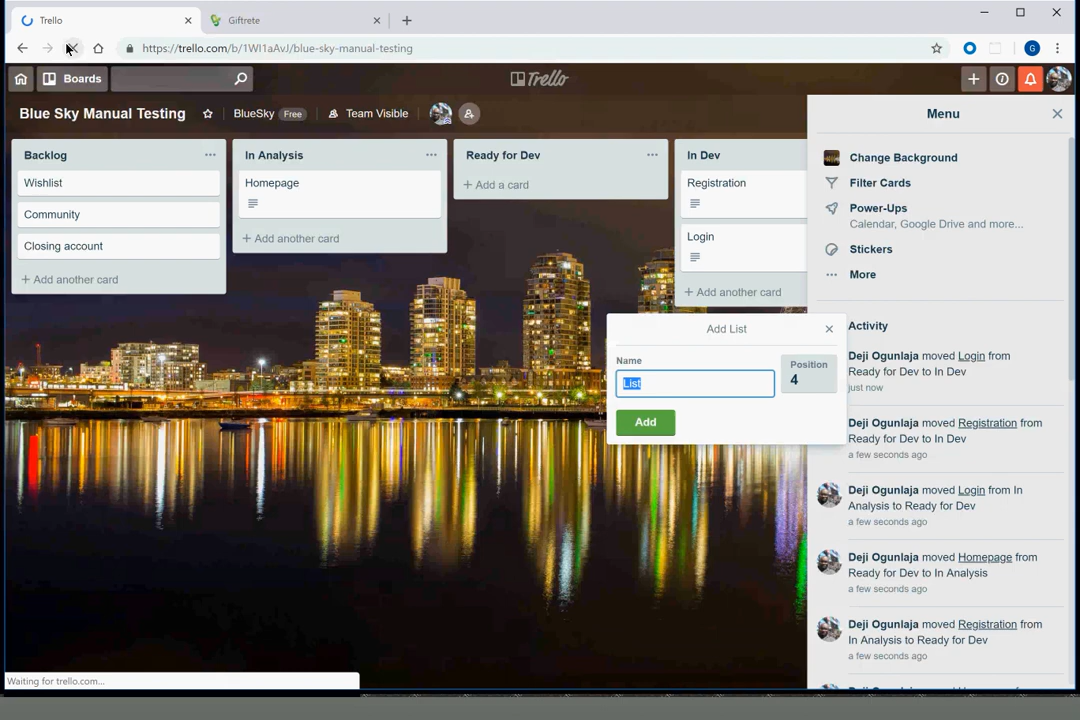 Trello
Giftrete
https://trello.com/b/1WI1aAvJ/blue-sky-manual-testing
G
Boards
Trello
Blue Sky Manual Testing
BlueSky Free
Team Visible
Menu
Backlog
Wishlist
Community
Closing account
+ Add another card
In Analysis
Homepage
+ Add another card
Ready for Dev
+ Add a card
In Dev
Registration
Login
+ Add another card
Change Background
Filter Cards
Power-Ups
Calendar, Google Drive and more...
Stickers
More
Add List
Name
List
Position
4
Add
Activity
Deji Ogunlaja moved Login from
Ready for Dev to In Dev
just now
Deji Ogunlaja moved Registration from
Ready for Dev to In Dev
a few seconds ago
Deji Ogunlaja moved Login from In
Analysis to Ready for Dev
a few seconds ago
Deji Ogunlaja moved Homepage from
Ready for Dev to In Analysis
a few seconds ago
Deji Ogunlaja moved Registration from
In Analysis to Ready for Dev
a few seconds ago
Waiting for trello.com...